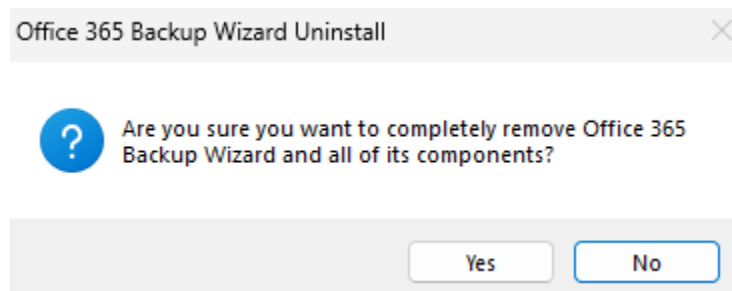 Office 365 Backup Wizard Uninstall
?
Are you sure you want to completely remove Office 365
Backup Wizard and all of its components?
Yes No